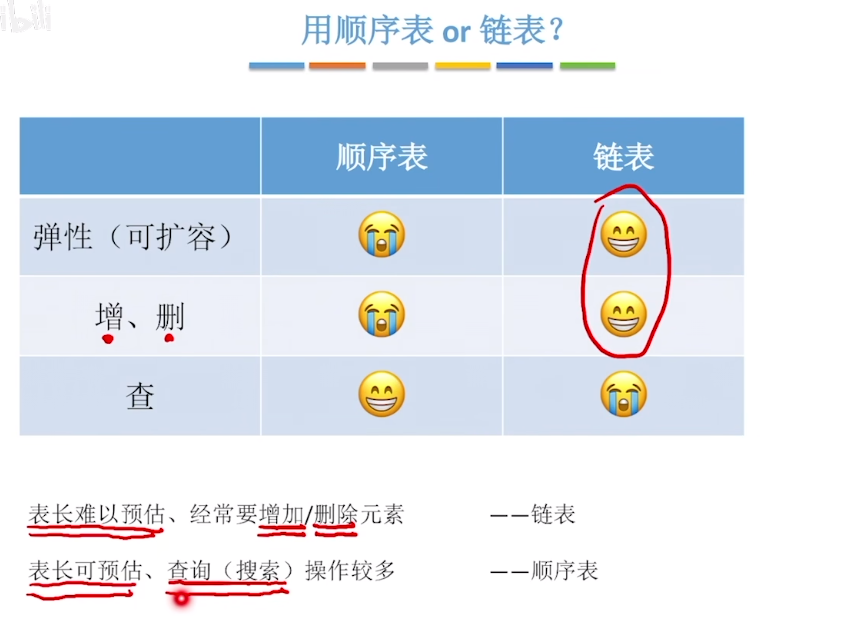 用顺序表 or 链表？
顺序表 链表
弹性（可扩容）
增、删
查
表长难以预估、经常要增加/删除元素 ——链表
表长可预估、查询（搜索）操作较多 ——顺序表